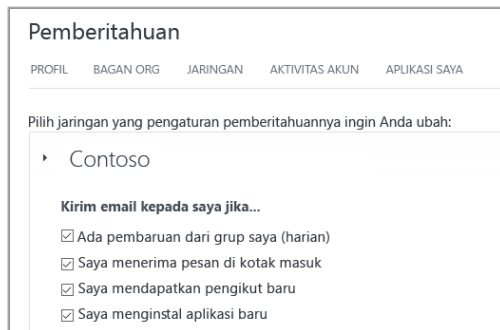 Pemberitahuan
PROFIL BAGAN ORG JARINGAN AKTIVITAS AKUN APLIKASI SAYA
Pilih jaringan yang pengaturan pemberitahuannya ingin Anda ubah:
Contoso
Kirim email kepada saya jika...
Ada pembaruan dari grup saya (harian)
Saya menerima pesan di kotak masuk
Saya mendapatkan pengikut baru
Saya menginstal aplikasi baru